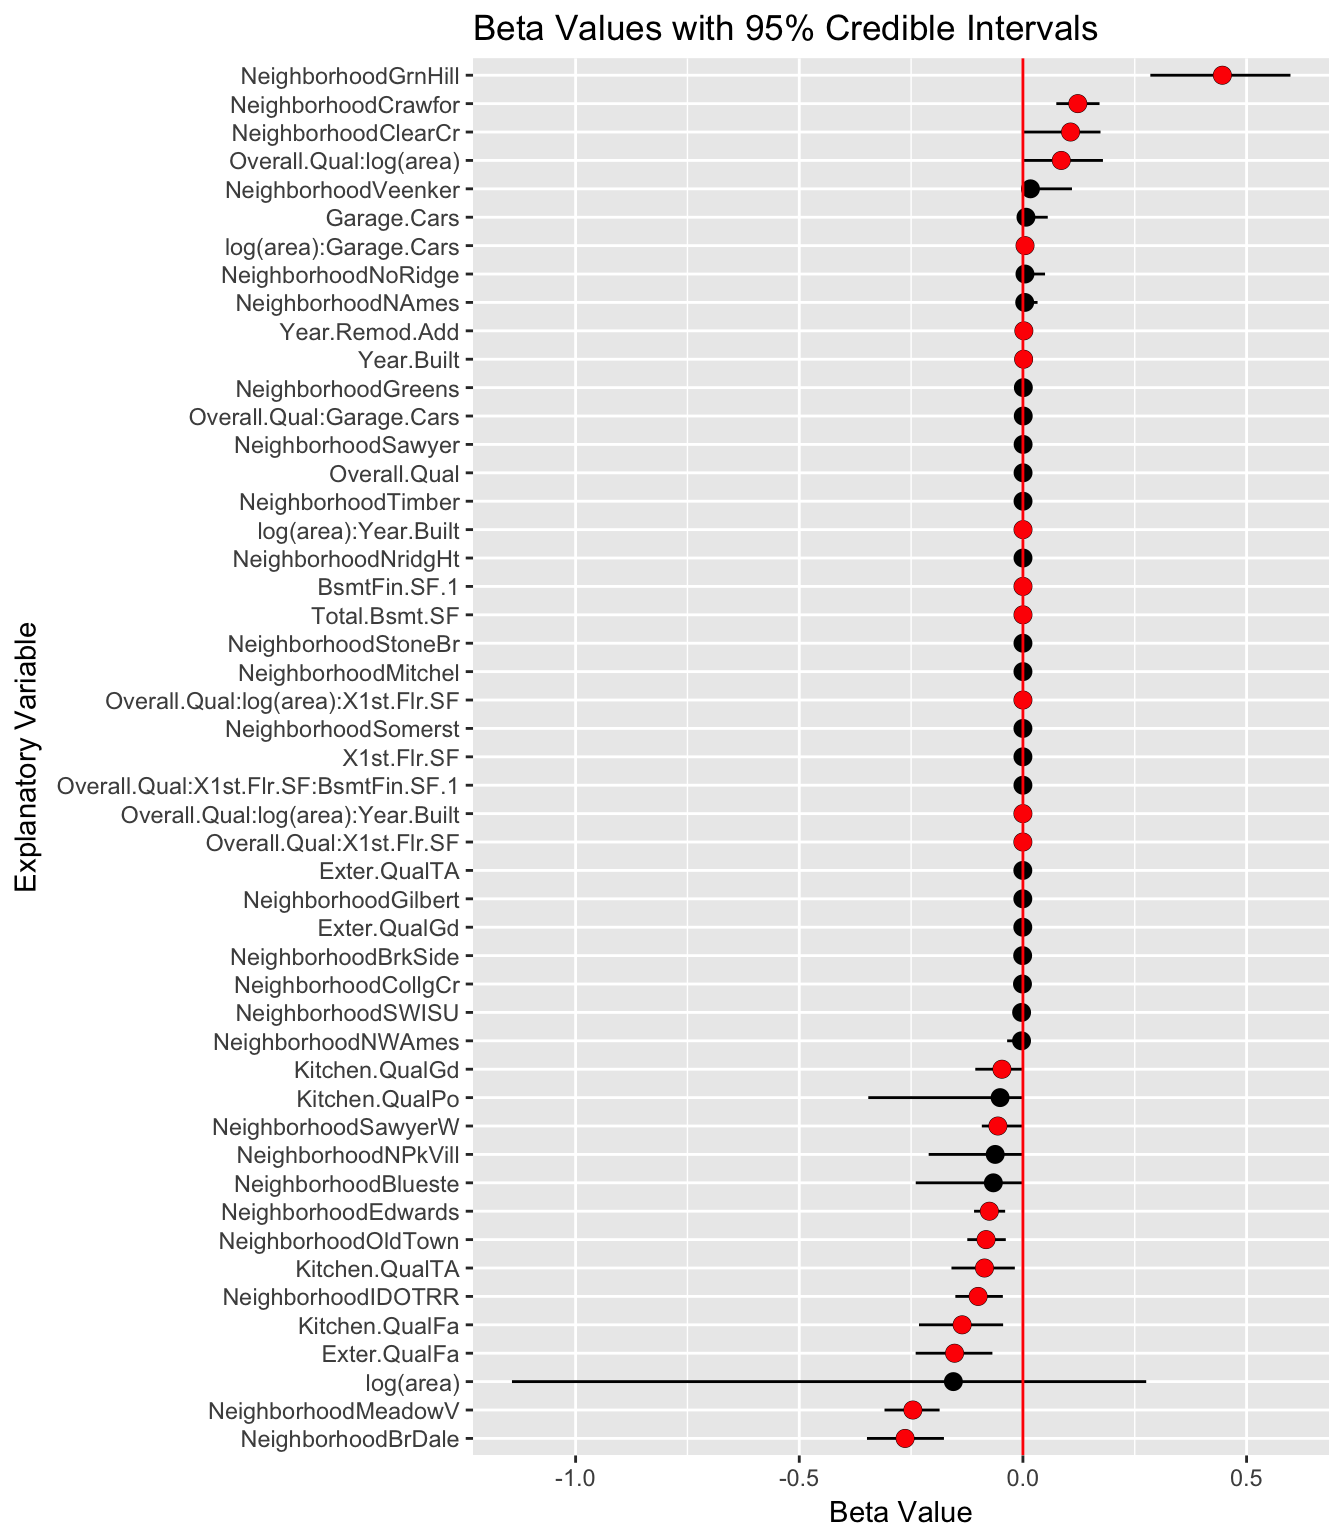 Beta Values with 95% Credible Intervals
NeighborhoodGrnHill
NeighborhoodCrawfor
NeighborhoodClearCr
Overall.Qual:log(area)
NeighborhoodVeenker
Garage.Cars
log(area):Garage.Cars
NeighborhoodNoRidge
NeighborhoodNAmes
Year.Remod.Add
Year.Built
NeighborhoodGreens
Overall.Qual:Garage.Cars
NeighborhoodSawyer
Overall.Qual
NeighborhoodTimber
log(area):Year.Built
NeighborhoodNridgHt
BsmtFin.SF.1
Total.Bsmt.SF
NeighborhoodStoneBr
NeighborhoodMitchel
Overall.Qual:log(area):X1st.Flr.SF
NeighborhoodSomerst
X1st.Flr.SF
Overall.Qual:X1st.Flr.SF:BsmtFin.SF.1
Overall.Qual:log(area):Year.Built
Overall.Qual:X1st.Flr.SF
Exter.QualTA
NeighborhoodGilbert
Exter.QualGd
NeighborhoodBrkSide
NeighborhoodCollgCr
NeighborhoodSWISU
NeighborhoodNWAmes
Kitchen.QualGd
Kitchen.QualPo
NeighborhoodSawyerW
NeighborhoodNPkVill
NeighborhoodBlueste
NeighborhoodEdwards
NeighborhoodOldTown
Kitchen.QualTA
NeighborhoodIDOTRR
Kitchen.QualFa
Exter.QualFa
log(area)
NeighborhoodMeadowV
NeighborhoodBrDale
Explanatory Variable
-1.0 -0.5 0.0 0.5
Beta Value